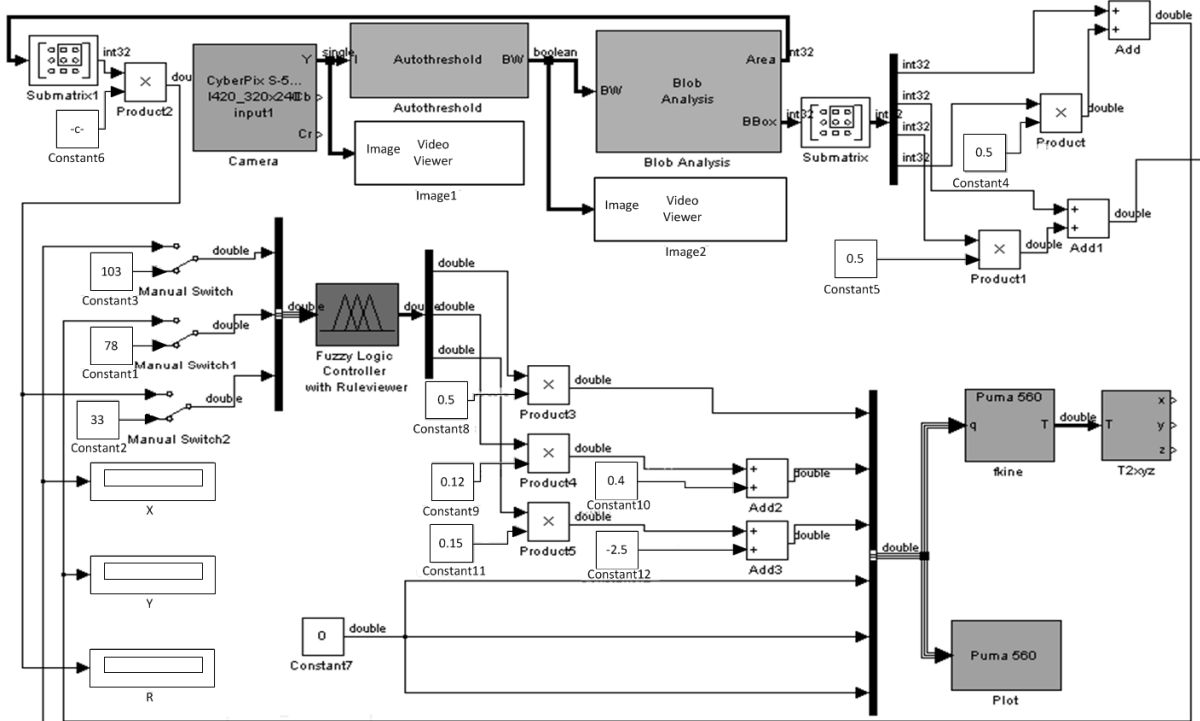 int32
Submatrix1
Product2
dou
-c-
Constant6
CyberPix S-5...
I420_320x240
input1
Y
Cb
Cr
Camera
single
I
Autothreshold
BW
Autothreshold
boolean
Image
Video
Viewer
Image1
BW
Blob
Analysis
Area
BBox
Blob Analysis
int32
int32
Submatrix
int32
Image
Video
Viewer
Image2
int32
int32
int32
int32
0.5
Constant4
Product
double
Add
double
0.5
Constant5
Product1
double
Add1
double
103
Constant3
Manual Switch
double
78
Constant1
Manual Switch1
double
33
Constant2
Manual Switch2
double
double
Fuzzy Logic
Controller
with Ruleviewer
double
double
double
double
0.5
Constant8
Product3
double
0.12
Constant9
Product4
double
0.4
Constant10
Add2
double
0.15
Constant11
Product5
double
-2.5
Constant12
Add3
double
X
Y
R
0
Constant7
double
double
Puma 560
q
T
fkine
double
T
x
y
z
T2xyz
Puma 560
Plot